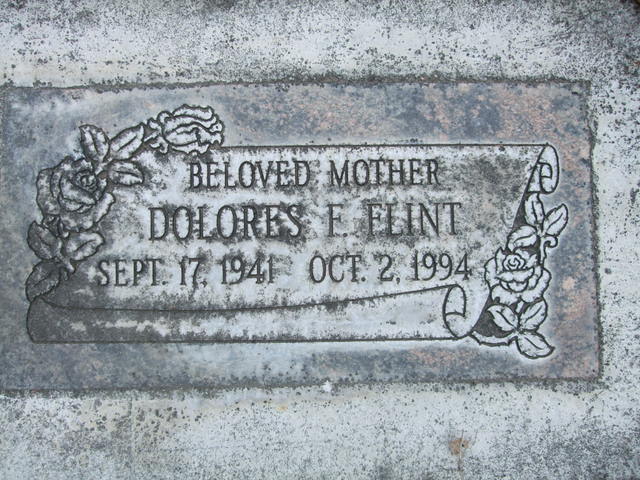 BELOVED MOTHER
DOLORES F. FLINT
SEPT. 17, 1941 OCT. 2, 1994